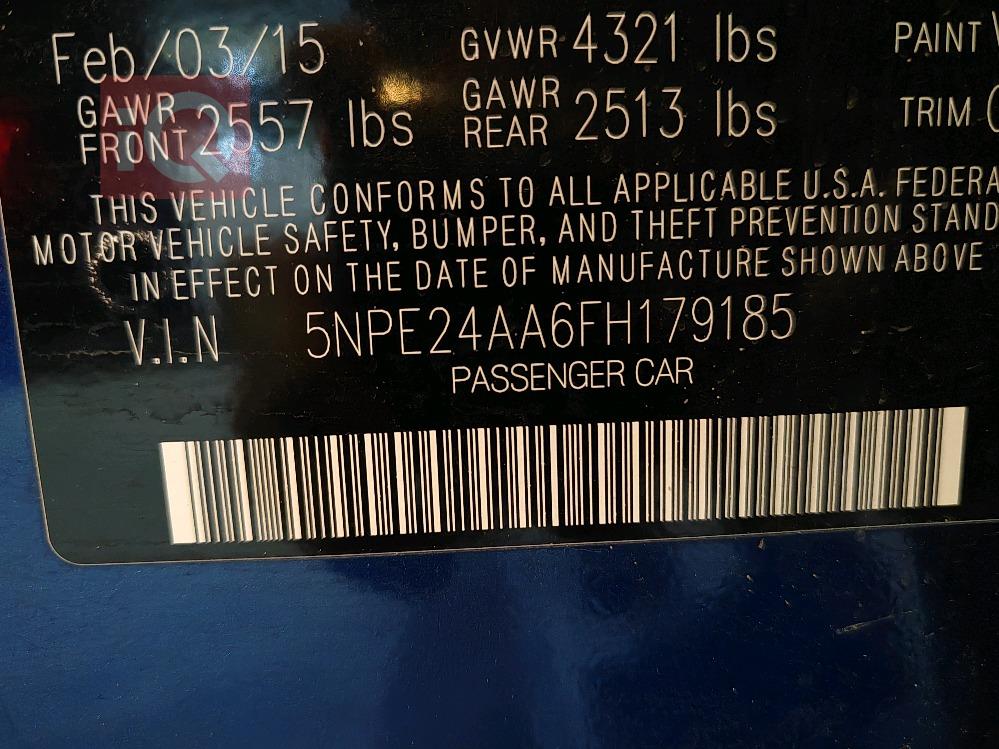 Feb/03/15 GVWR 4321 lbs PAINT
GAWR FRONT 2557 lbs GAWR REAR 2513 lbs TRIM
THIS VEHICLE CONFORMS TO ALL APPLICABLE U.S.A. FEDERA
MOTOR VEHICLE SAFETY, BUMPER, AND THEFT PREVENTION STAND
IN EFFECT ON THE DATE OF MANUFACTURE SHOWN ABOVE
V.I.N 5NPE24AA6FH179185
PASSENGER CAR